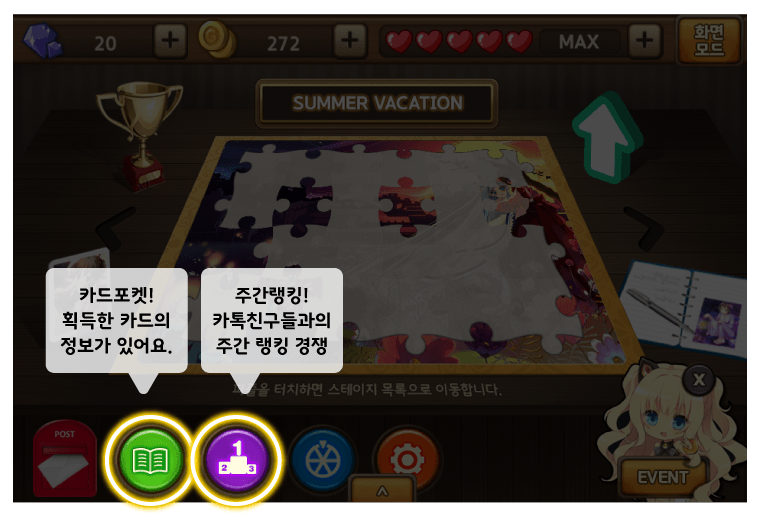 20
272
MAX
화면
모드
SUMMER VACATION
카드포켓!
획득한 카드의
정보가 있어요.
주간랭킹!
카톡친구들과의
주간 랭킹 경쟁
퍼즐을 터치하면 스테이지 목록으로 이동합니다.
X
POST
1
2 3
EVENT